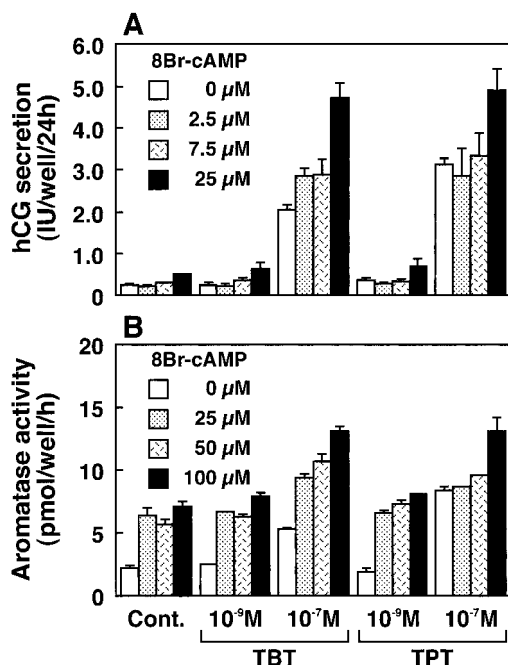 A
hCG secretion
(IU/well/24h)
6.0
5.0
4.0
3.0
2.0
1.0
0
8Br-cAMP
0 µM
2.5 µM
7.5 µM
25 µM
B
Aromatase activity
(pmol/well/h)
20
15
10
5
0
8Br-cAMP
0 µM
25 µM
50 µM
100 µM
Cont. 10⁻⁹M 10⁻⁷M 10⁻⁹M 10⁻⁷M
TBT TPT